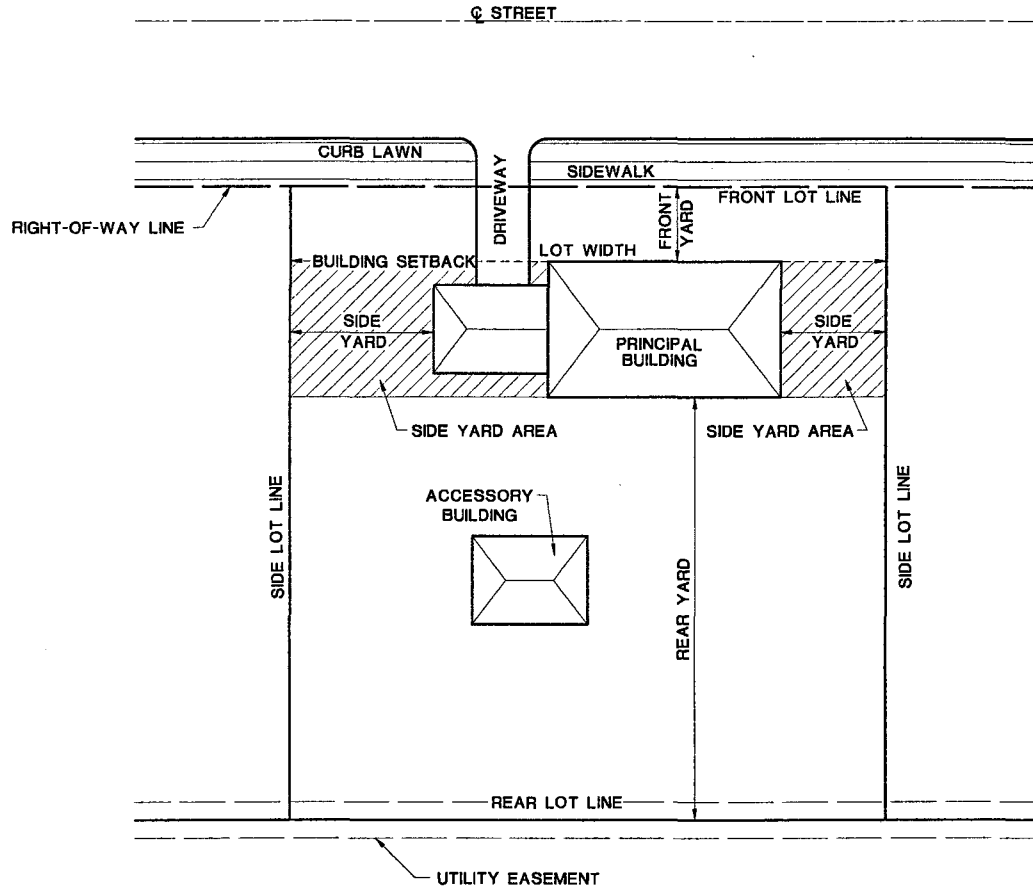 ℄ STREET
CURB LAWN
SIDEWALK
DRIVEWAY
FRONT LOT LINE
RIGHT-OF-WAY LINE
FRONT
YARD
LOT WIDTH
BUILDING SETBACK
SIDE
YARD
PRINCIPAL
BUILDING
SIDE
YARD
SIDE YARD AREA
SIDE YARD AREA
SIDE LOT LINE
ACCESSORY
BUILDING
REAR YARD
SIDE LOT LINE
REAR LOT LINE
UTILITY EASEMENT